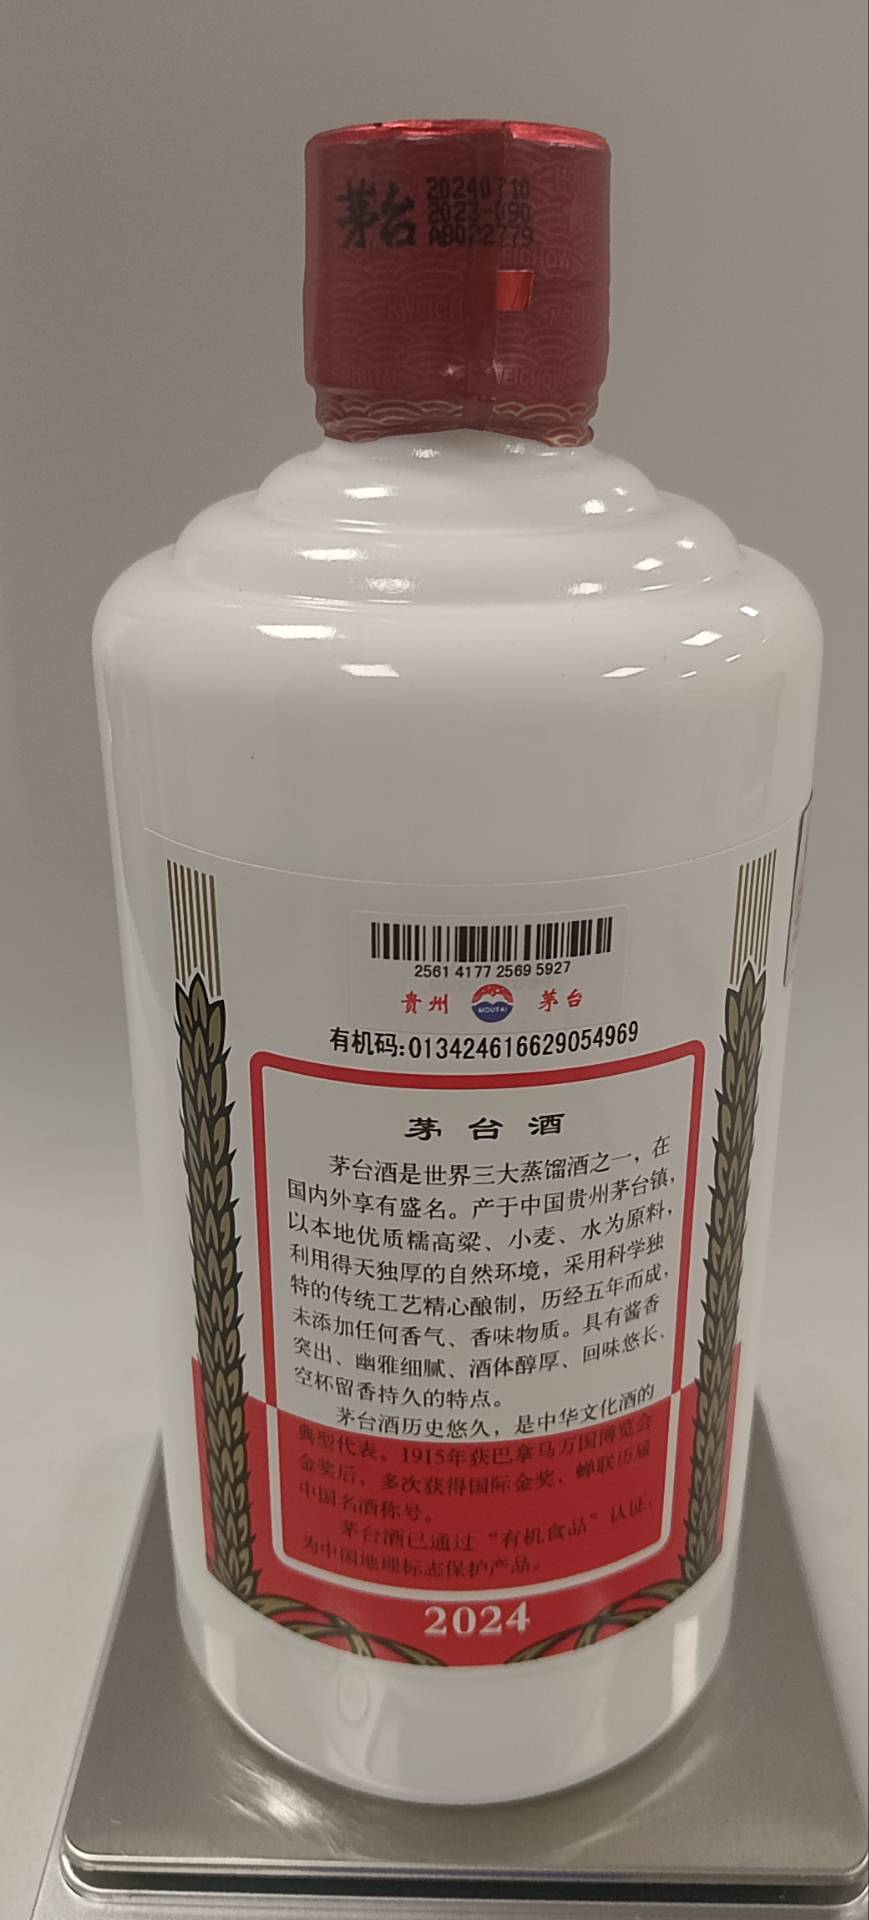 茅台
20240710
2023-090
AB022779
EICHOW
KWEICH
MOUTAI
WEICHOW
2561 4177 2569 5927
贵州 MOUTAI 茅台
有机码:013424616629054969
茅台酒
茅台酒是世界三大蒸馏酒之一，在
国内外享有盛名。产于中国贵州茅台镇，
以本地优质糯高粱、小麦、水为原料，
利用得天独厚的自然环境，采用科学独
特的传统工艺精心酿制，历经五年而成，
未添加任何香气、香味物质。具有酱香
突出、幽雅细腻、酒体醇厚、回味悠长、
空杯留香持久的特点。
茅台酒历史悠久，是中华文化酒的
典型代表。1915年获巴拿马万国博览会
金奖后，多次获得国际金奖，蝉联历届
中国名酒称号。
茅台酒已通过“有机食品”认证，
为中国地理标志保护产品。
2024